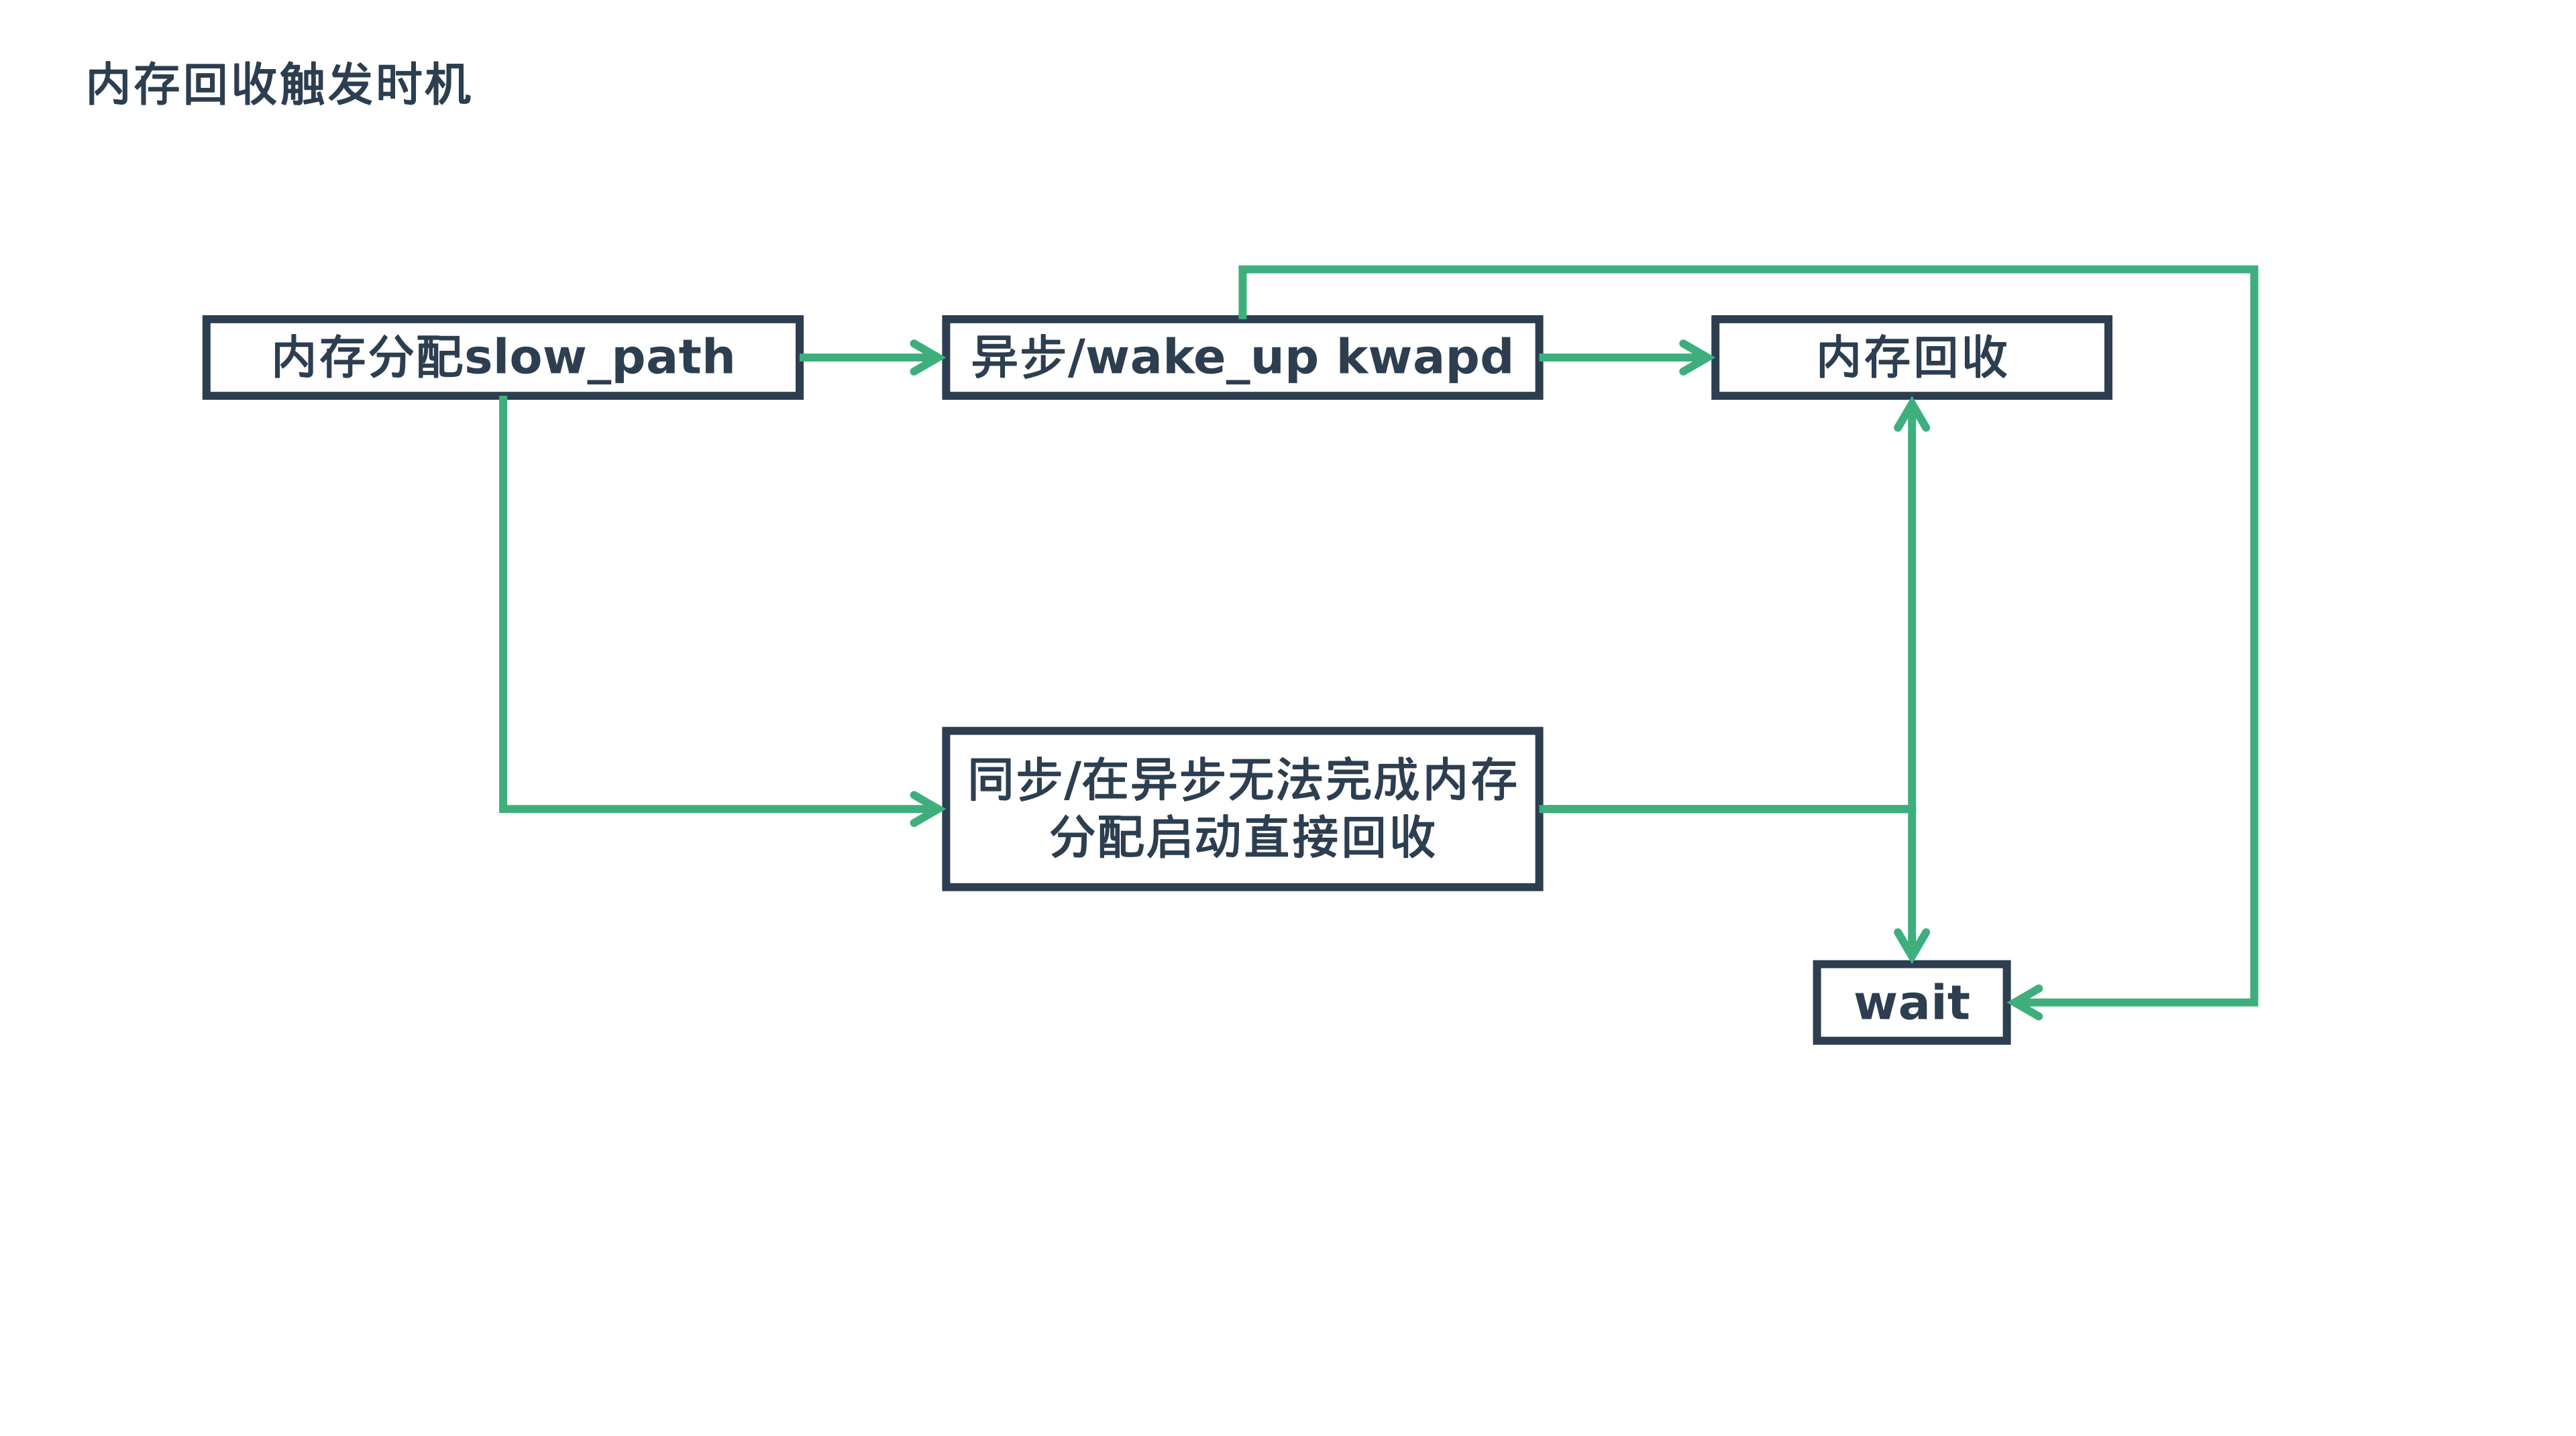 内存回收触发时机
内存分配slow_path
异步/wake_up kwapd
内存回收
同步/在异步无法完成内存
分配启动直接回收
wait